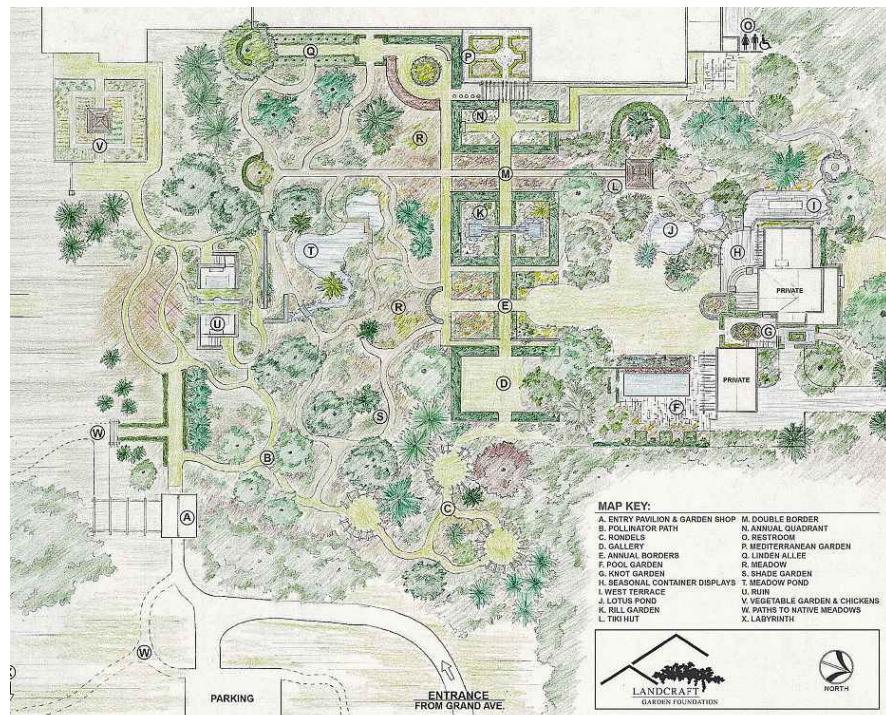 O
Q
P
V
N
R
M
L
I
K
J
T
H
PRIVATE
R
E
U
G
D
PRIVATE
S
F
W
B
C
A
MAP KEY:
A. ENTRY PAVILION & GARDEN SHOP
B. POLLINATOR PATH
C. RONDELS
D. GALLERY
E. ANNUAL BORDERS
F. POOL GARDEN
G. KNOT GARDEN
H. SEASONAL CONTAINER DISPLAYS
I. WEST TERRACE
J. LOTUS POND
K. RILL GARDEN
L. TIKI HUT
M. DOUBLE BORDER
N. ANNUAL QUADRANT
O. RESTROOM
P. MEDITERRANEAN GARDEN
Q. LINDEN ALLEE
R. MEADOW
S. SHADE GARDEN
T. MEADOW POND
U. RUIN
V. VEGETABLE GARDEN & CHICKENS
W. PATHS TO NATIVE MEADOWS
X. LABYRINTH
W
PARKING
ENTRANCE
FROM GRAND AVE.
LANDCRAFT
GARDEN FOUNDATION
NORTH